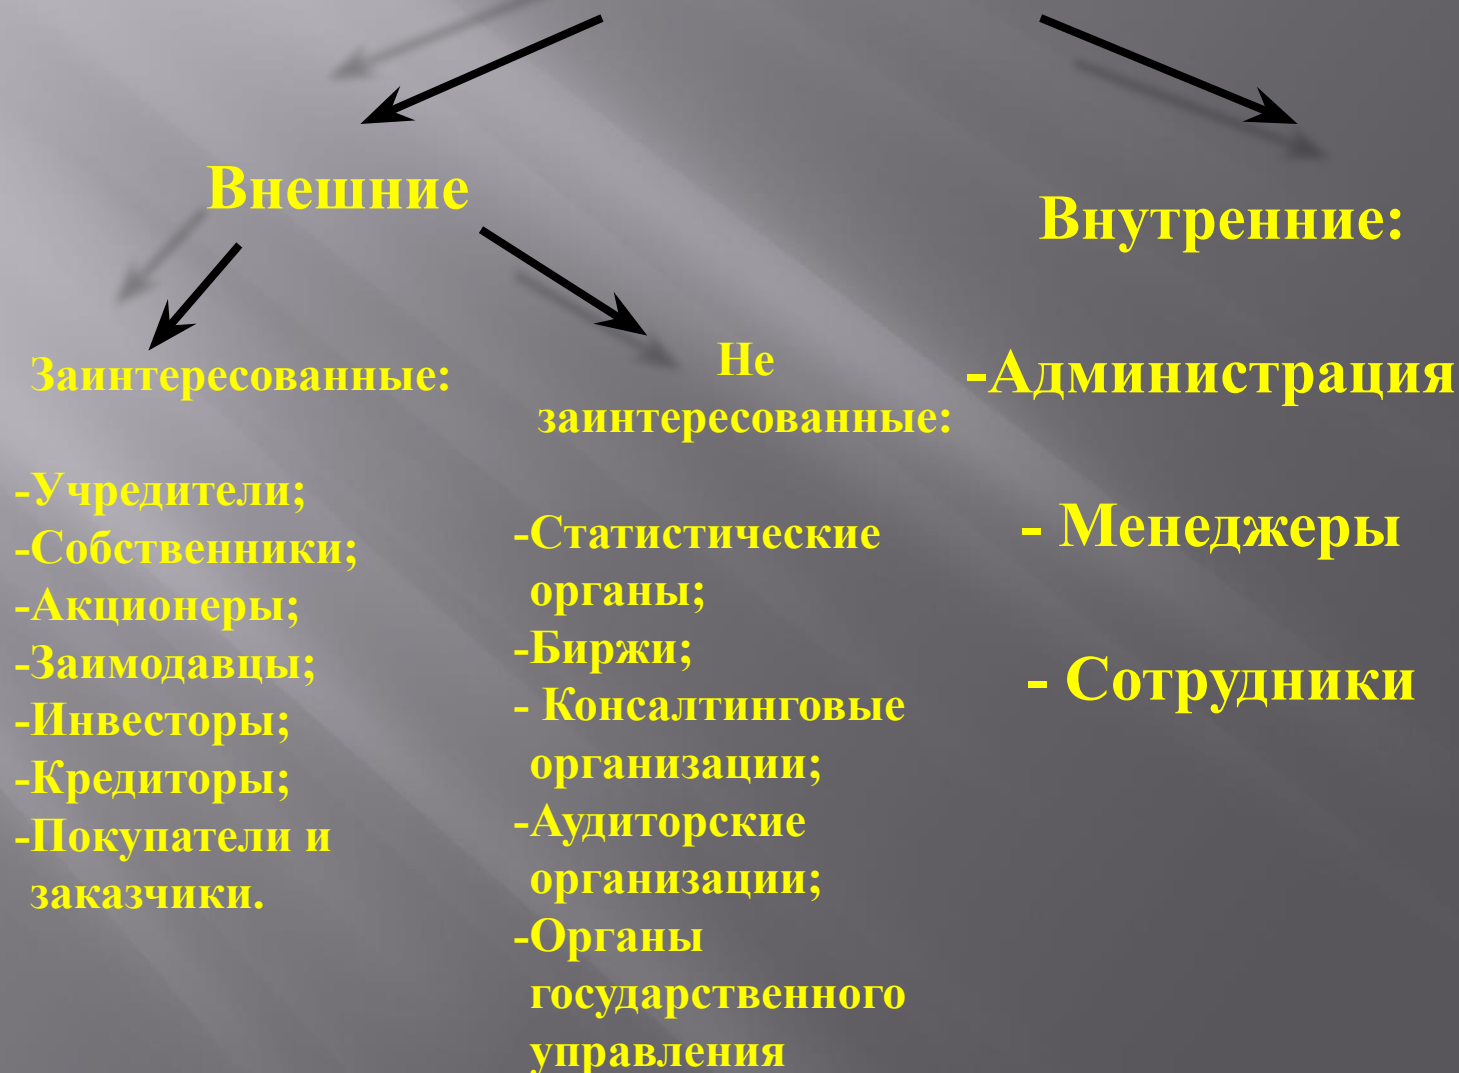 Внешние
Заинтересованные:
-Учредители;
-Собственники;
-Акционеры;
-Заимодавцы;
-Инвесторы;
-Кредиторы;
-Покупатели и
заказчики.
Не
заинтересованные:
-Статистические
органы;
-Биржи;
- Консалтинговые
организации;
-Аудиторские
организации;
-Органы
государственного
управления
Внутренние:
-Администрация
- Менеджеры
- Сотрудники